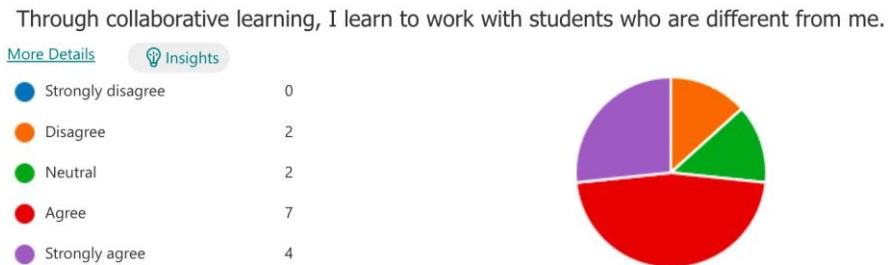 Through collaborative learning, I learn to work with students who are different from me.
More Details Insights
Strongly disagree 0
Disagree 2
Neutral 2
Agree 7
Strongly agree 4